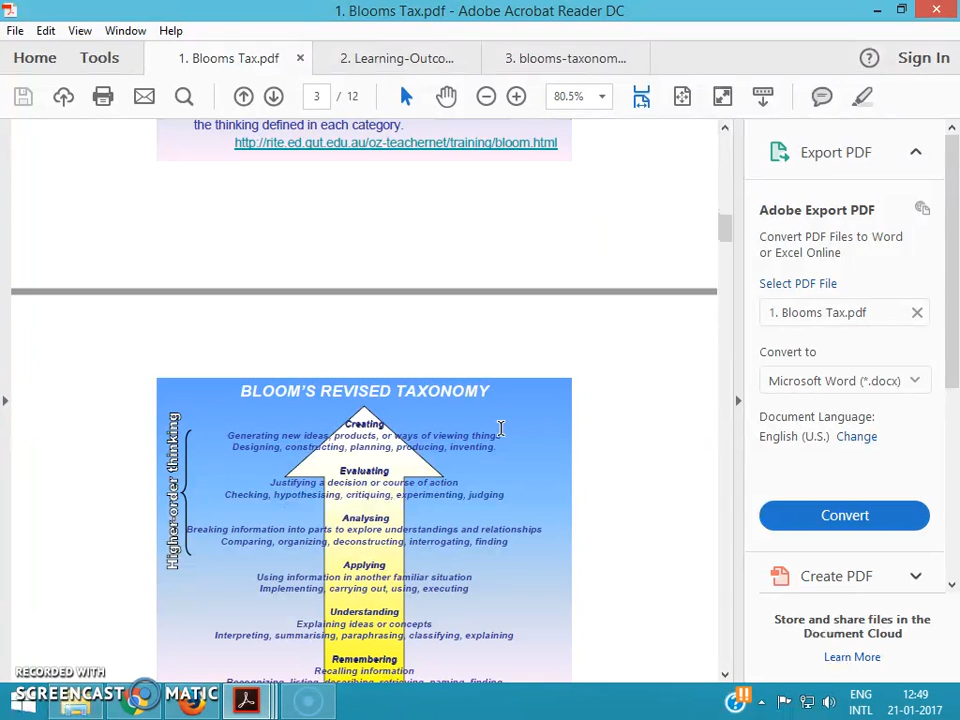 1. Blooms Tax.pdf - Adobe Acrobat Reader DC
File Edit View Window Help
Home Tools 1. Blooms Tax.pdf × 2. Learning-Outco... 3. blooms-taxonom... Sign In
3 / 12 80.5%
the thinking defined in each category.
http://rite.ed.qut.edu.au/oz-teachernet/training/bloom.html
BLOOM'S REVISED TAXONOMY
Higher-order thinking
Creating
Generating new ideas, products, or ways of viewing things
Designing, constructing, planning, producing, inventing.
Evaluating
Justifying a decision or course of action
Checking, hypothesising, critiquing, experimenting, judging
Analysing
Breaking information into parts to explore understandings and relationships
Comparing, organizing, deconstructing, interrogating, finding
Applying
Using information in another familiar situation
Implementing, carrying out, using, executing
Understanding
Explaining ideas or concepts
Interpreting, summarising, paraphrasing, classifying, explaining
Remembering
Recalling information
Recognizing, listing, describing, retrieving, naming, finding
Export PDF
Adobe Export PDF
Convert PDF Files to Word
or Excel Online
Select PDF File
1. Blooms Tax.pdf
Convert to
Microsoft Word (*.docx)
Document Language:
English (U.S.) Change
Convert
Create PDF
Store and share files in the
Document Cloud
Learn More
RECORDED WITH
SCREENCAST MATIC
ENG
INTL
12:49
21-01-2017